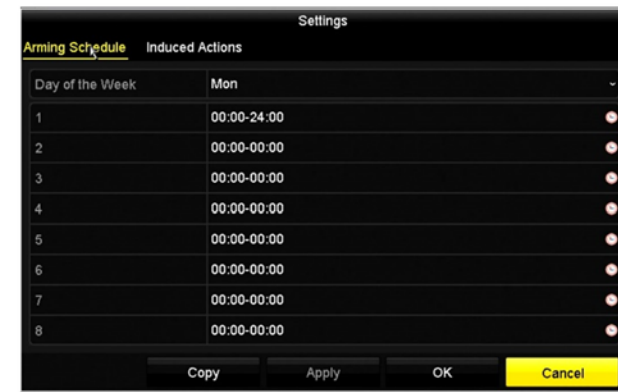 Settings
Arming Schedule Induced Actions
Day of the Week Mon
1 00:00-24:00
2 00:00-00:00
3 00:00-00:00
4 00:00-00:00
5 00:00-00:00
6 00:00-00:00
7 00:00-00:00
8 00:00-00:00
Copy Apply OK Cancel